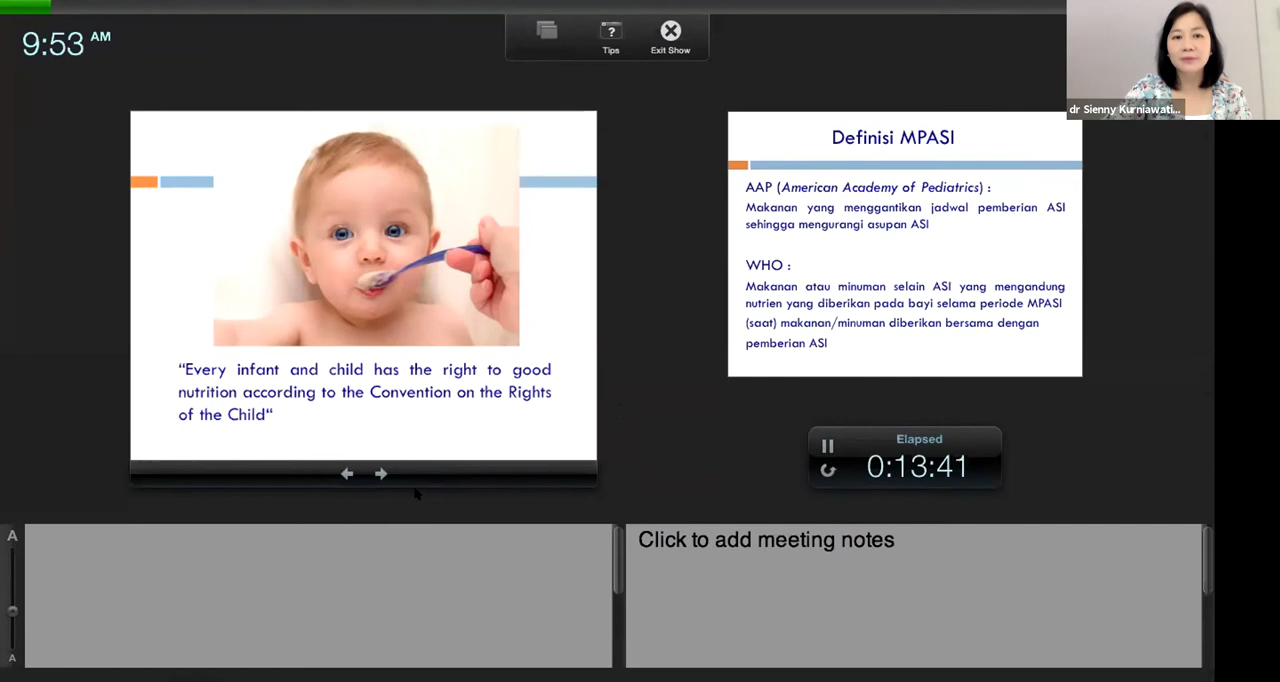 9:53 AM
Tips
Exit Show
dr Sienny Kurniawati...
“Every infant and child has the right to good
nutrition according to the Convention on the Rights
of the Child“
Definisi MPASI
AAP (American Academy of Pediatrics) :
Makanan yang menggantikan jadwal pemberian ASI
sehingga mengurangi asupan ASI
WHO :
Makanan atau minuman selain ASI yang mengandung
nutrien yang diberikan pada bayi selama periode MPASI
(saat) makanan/minuman diberikan bersama dengan
pemberian ASI
Elapsed
0:13:41
A
A
Click to add meeting notes